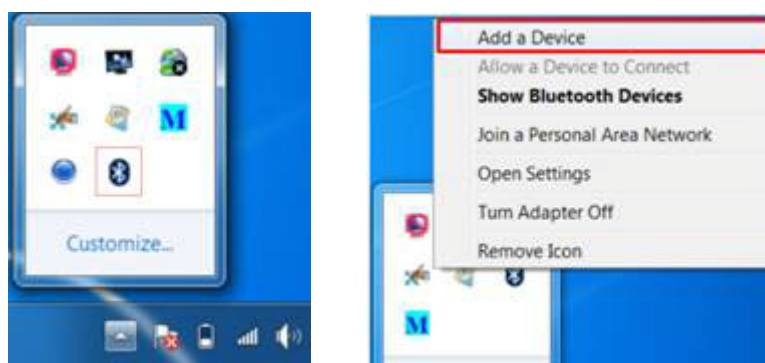 M
Customize...
Add a Device
Allow a Device to Connect
Show Bluetooth Devices
Join a Personal Area Network
Open Settings
Turn Adapter Off
Remove Icon
M